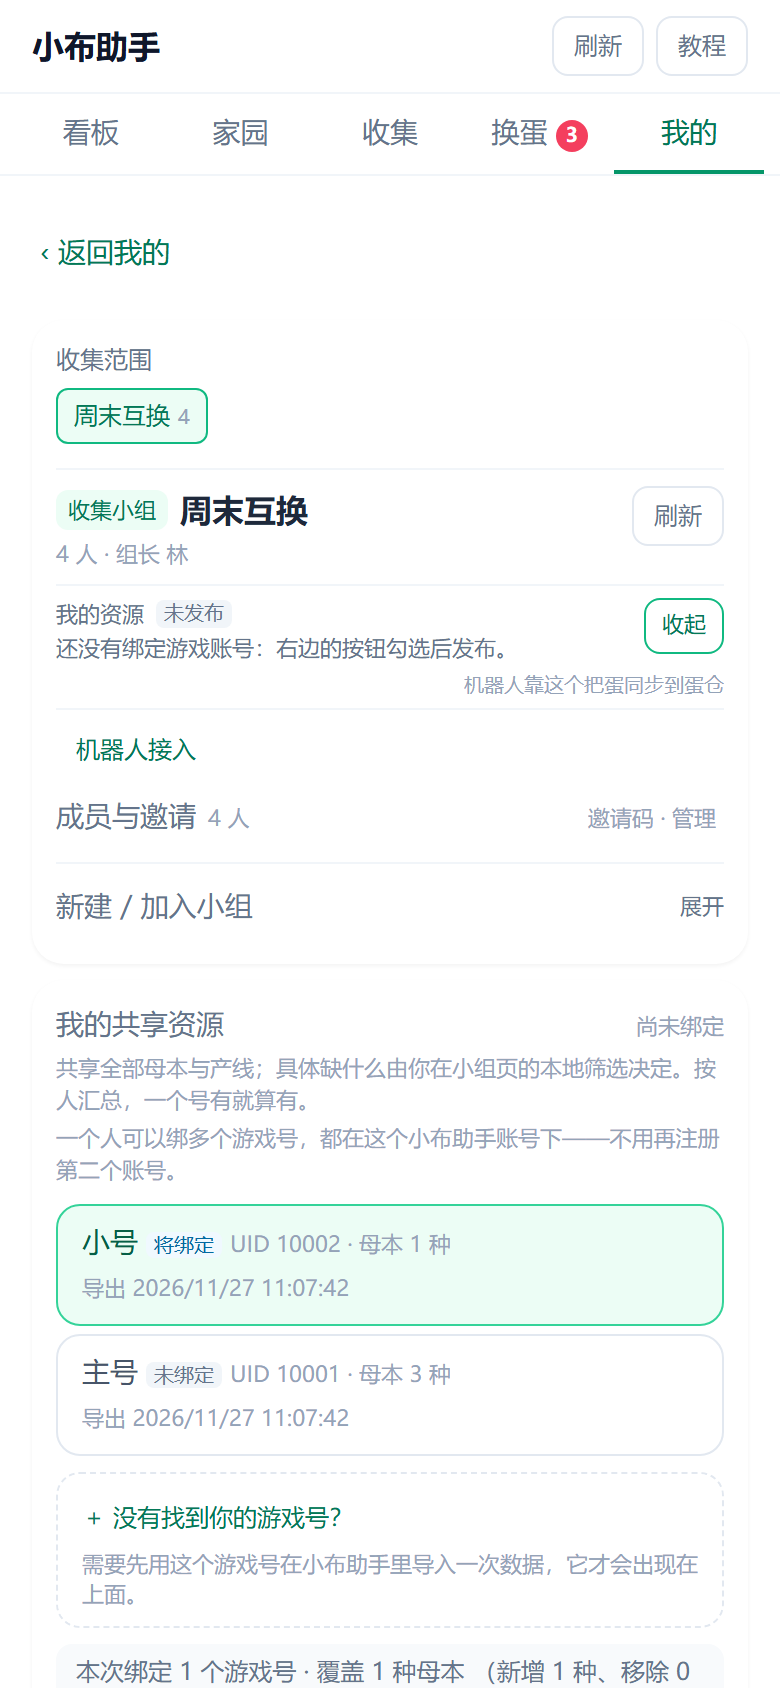 小布助手
刷新
教程
看板
家园
收集
换蛋 3
我的
‹ 返回我的
收集范围
周末互换 4
收集小组 周末互换
刷新
4 人 · 组长 林
我的资源 未发布
收起
还没有绑定游戏账号：右边的按钮勾选后发布。
机器人靠这个把蛋同步到蛋仓
机器人接入
成员与邀请 4 人
邀请码 · 管理
新建 / 加入小组
展开
我的共享资源
尚未绑定
共享全部母本与产线；具体缺什么由你在小组页的本地筛选决定。按
人汇总，一个号有就算有。
一个人可以绑多个游戏号，都在这个小布助手账号下——不用再注册
第二个账号。
小号 将绑定 UID 10002 · 母本 1 种
导出 2026/11/27 11:07:42
主号 未绑定 UID 10001 · 母本 3 种
导出 2026/11/27 11:07:42
+ 没有找到你的游戏号？
需要先用这个游戏号在小布助手里导入一次数据，它才会出现在
上面。
本次绑定 1 个游戏号 · 覆盖 1 种母本 （新增 1 种、移除 0